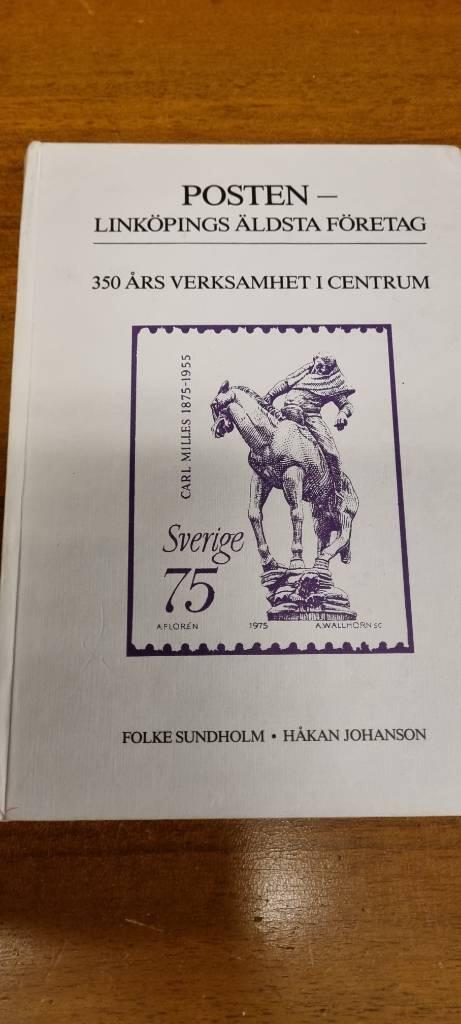 POSTEN –
LINKÖPINGS ÄLDSTA FÖRETAG
350 ÅRS VERKSAMHET I CENTRUM
CARL MILLES 1875-1955
Sverige
75
A.FLORÉN 1975 A.WALLHORN SC
FOLKE SUNDHOLM • HÅKAN JOHANSON